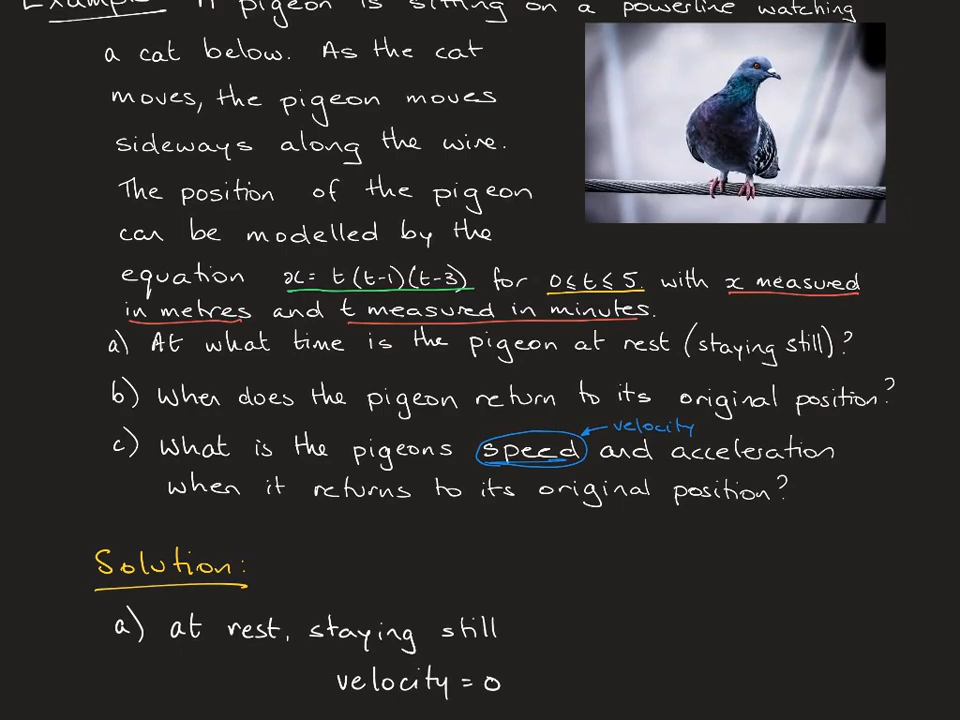 Example: A pigeon is sitting on a powerline watching
a cat below. As the cat
moves, the pigeon moves
sideways along the wire.
The position of the pigeon
can be modelled by the
equation x = t(t-1)(t-3) for 0≤t≤5. with x measured
in metres and t measured in minutes.
a) At what time is the pigeon at rest (staying still)?
b) When does the pigeon return to its original position?
velocity
c) What is the pigeons speed and acceleration
when it returns to its original position?
Solution:
a) at rest, staying still
velocity = 0